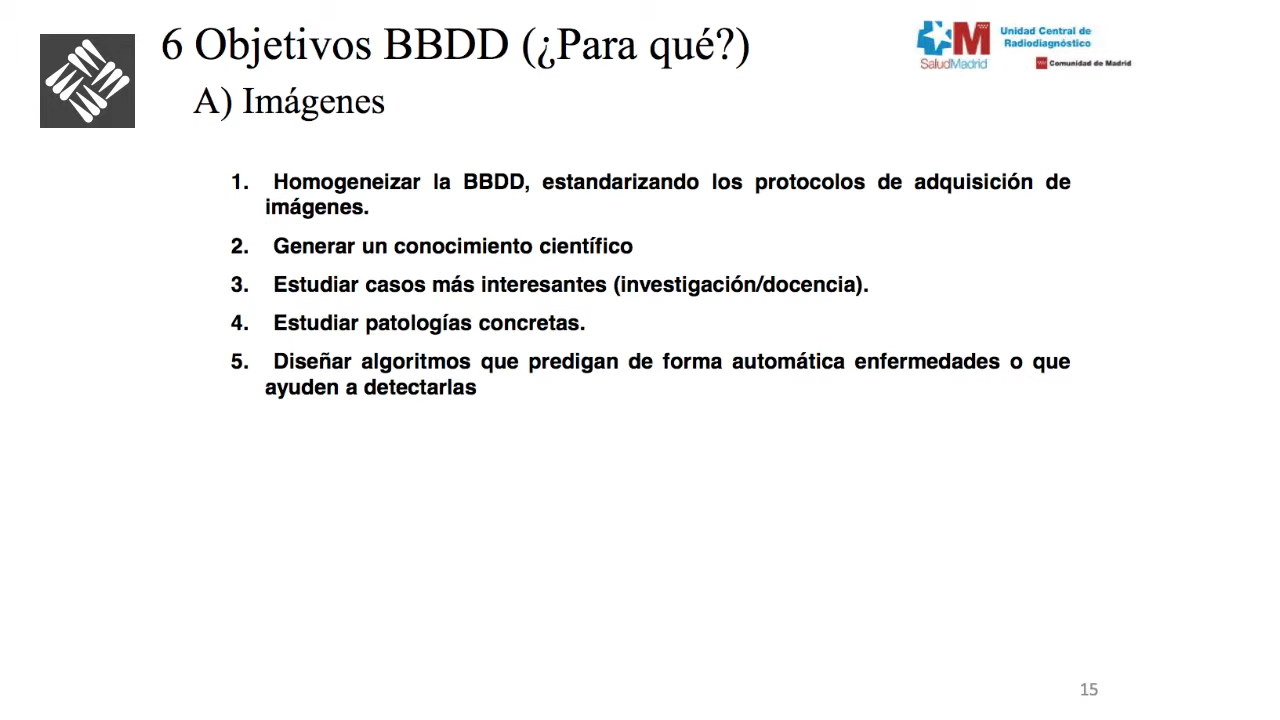 6 Objetivos BBDD (¿Para qué?)
A) Imágenes
SaludMadrid
Unidad Central de
Radiodiagnóstico
Comunidad de Madrid
1. Homogeneizar la BBDD, estandarizando los protocolos de adquisición de
imágenes.
2. Generar un conocimiento científico
3. Estudiar casos más interesantes (investigación/docencia).
4. Estudiar patologías concretas.
5. Diseñar algoritmos que predigan de forma automática enfermedades o que
ayuden a detectarlas
15